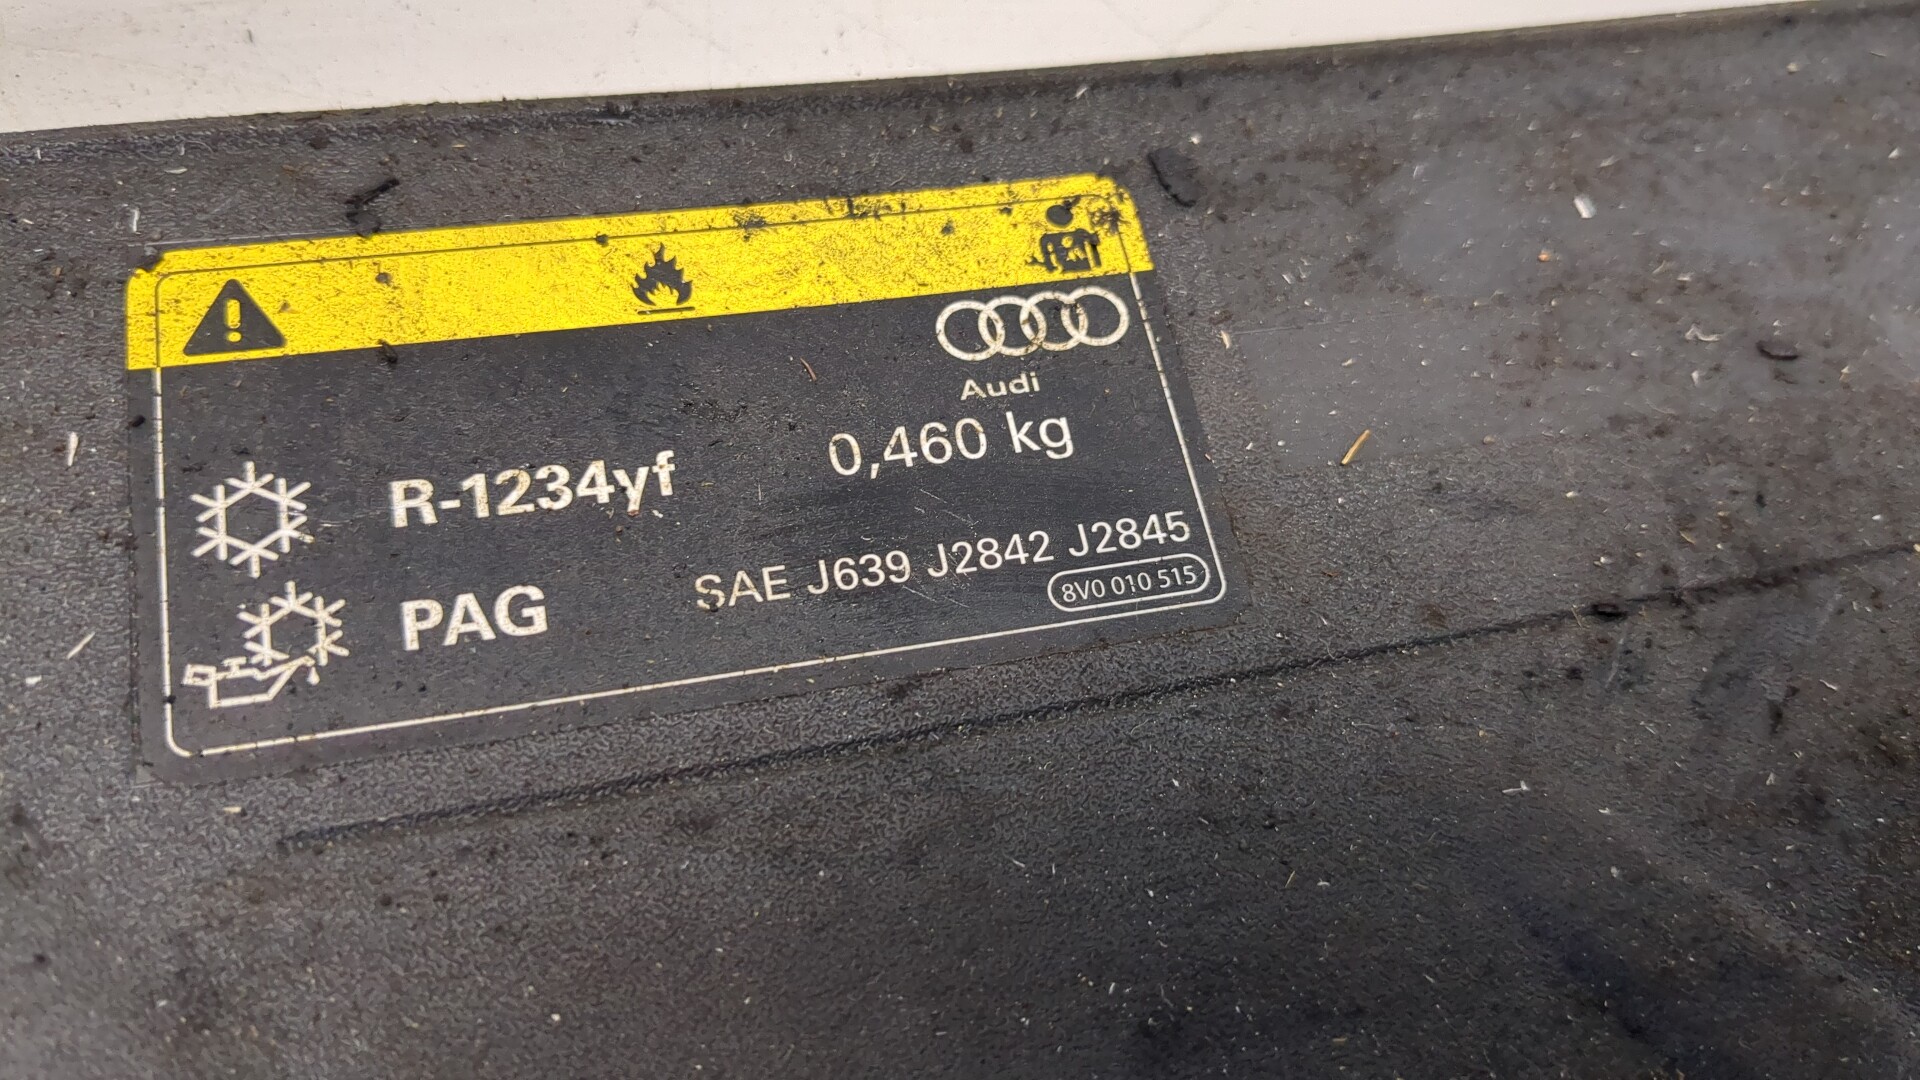 Audi
R-1234yf 0,460 kg
PAG SAE J639 J2842 J2845
8V0 010 515